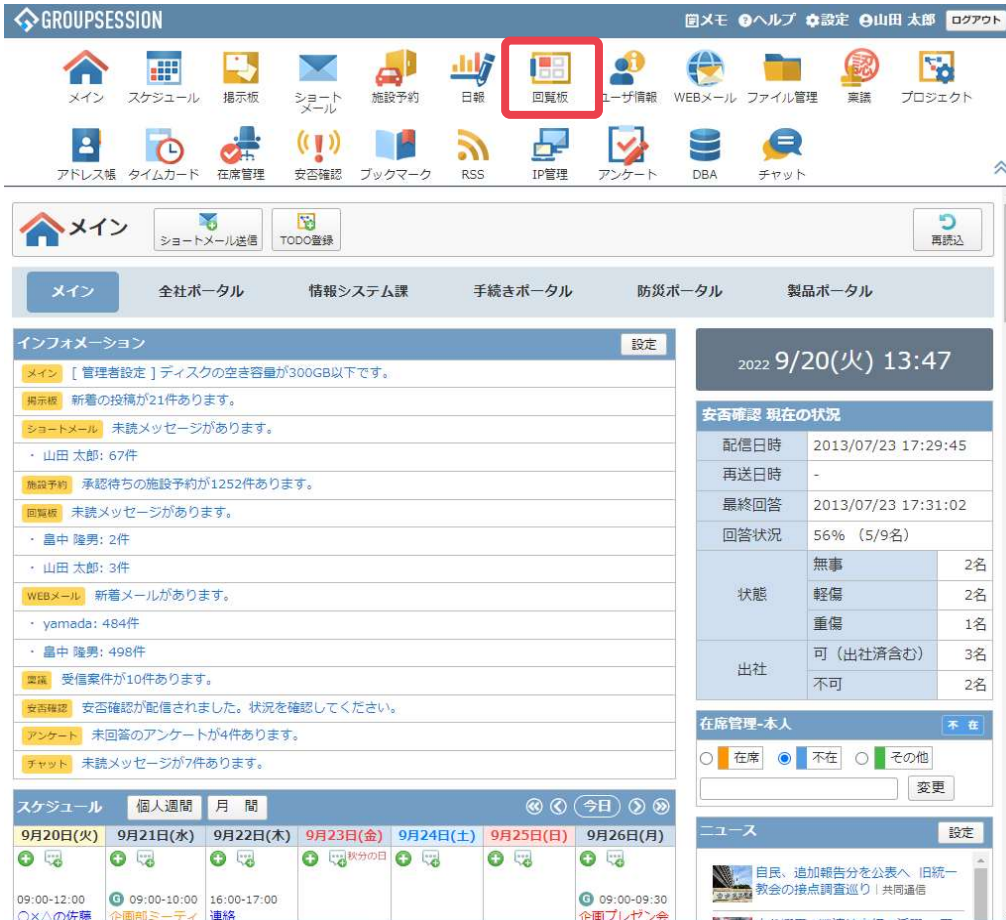 GROUPSESSION
メモ ヘルプ 設定 山田 太郎 ログアウト
メイン スケジュール 掲示板 ショートメール 施設予約 日報 回覧板 ユーザ情報 WEBメール ファイル管理 稟議 プロジェクト
アドレス帳 タイムカード 在席管理 安否確認 ブックマーク RSS IP管理 アンケート DBA チャット
メイン ショートメール送信 TODO登録 再読込
メイン 全社ポータル 情報システム課 手続きポータル 防災ポータル 製品ポータル
インフォメーション 設定
メイン [ 管理者設定 ] ディスクの空き容量が300GB以下です。
掲示板 新着の投稿が21件あります。
ショートメール 未読メッセージがあります。
・ 山田 太郎: 67件
施設予約 承認待ちの施設予約が1252件あります。
回覧板 未読メッセージがあります。
・ 畠中 隆男: 2件
・ 山田 太郎: 3件
WEBメール 新着メールがあります。
・ yamada: 484件
・ 畠中 隆男: 498件
稟議 受信案件が10件あります。
安否確認 安否確認が配信されました。状況を確認してください。
アンケート 未回答のアンケートが4件あります。
チャット 未読メッセージが7件あります。
スケジュール 個人週間 月 間 今日
9月20日(火) 9月21日(水) 9月22日(木) 9月23日(金) 9月24日(土) 9月25日(日) 9月26日(月)
秋分の日
09:00-12:00 G 09:00-10:00 16:00-17:00 G 09:00-09:30
○×△の佐藤 企画部ミーティ 連絡 企画プレゼン会
2022 9/20(火) 13:47
安否確認 現在の状況
配信日時 2013/07/23 17:29:45
再送日時 -
最終回答 2013/07/23 17:31:02
回答状況 56% (5/9名)
状態 無事 2名
軽傷 2名
重傷 1名
出社 可(出社済含む) 3名
不可 2名
在席管理-本人 不 在
在席 不在 その他
変更
ニュース 設定
自民、追加報告分を公表へ 旧統一
教会の接点調査巡り | 共同通信